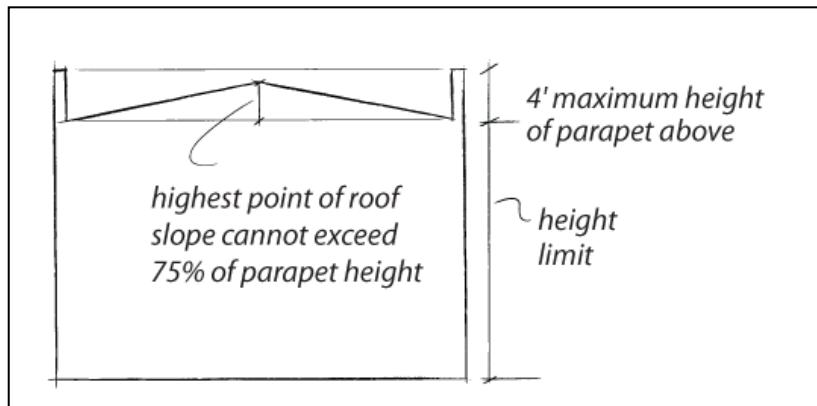 4' maximum height
of parapet above
highest point of roof
slope cannot exceed
75% of parapet height
height
limit